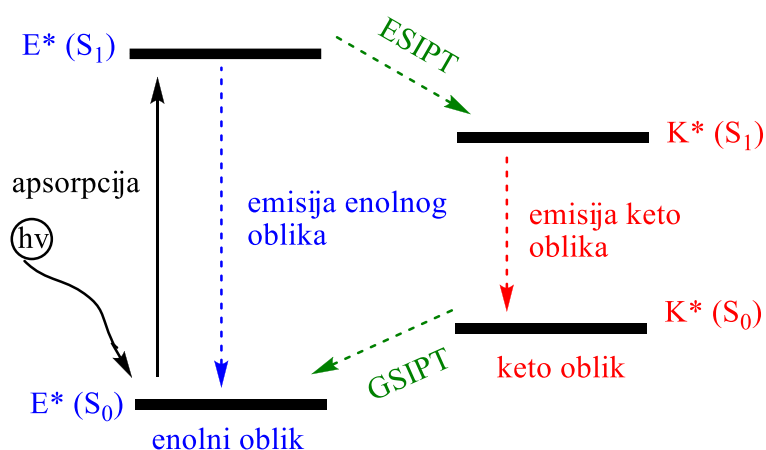 E* (S₁)
ESIPT
K* (S₁)
apsorpcija
hv
emisija enolnog
oblika
emisija keto
oblika
K* (S₀)
GSIPT
keto oblik
E* (S₀)
enolni oblik